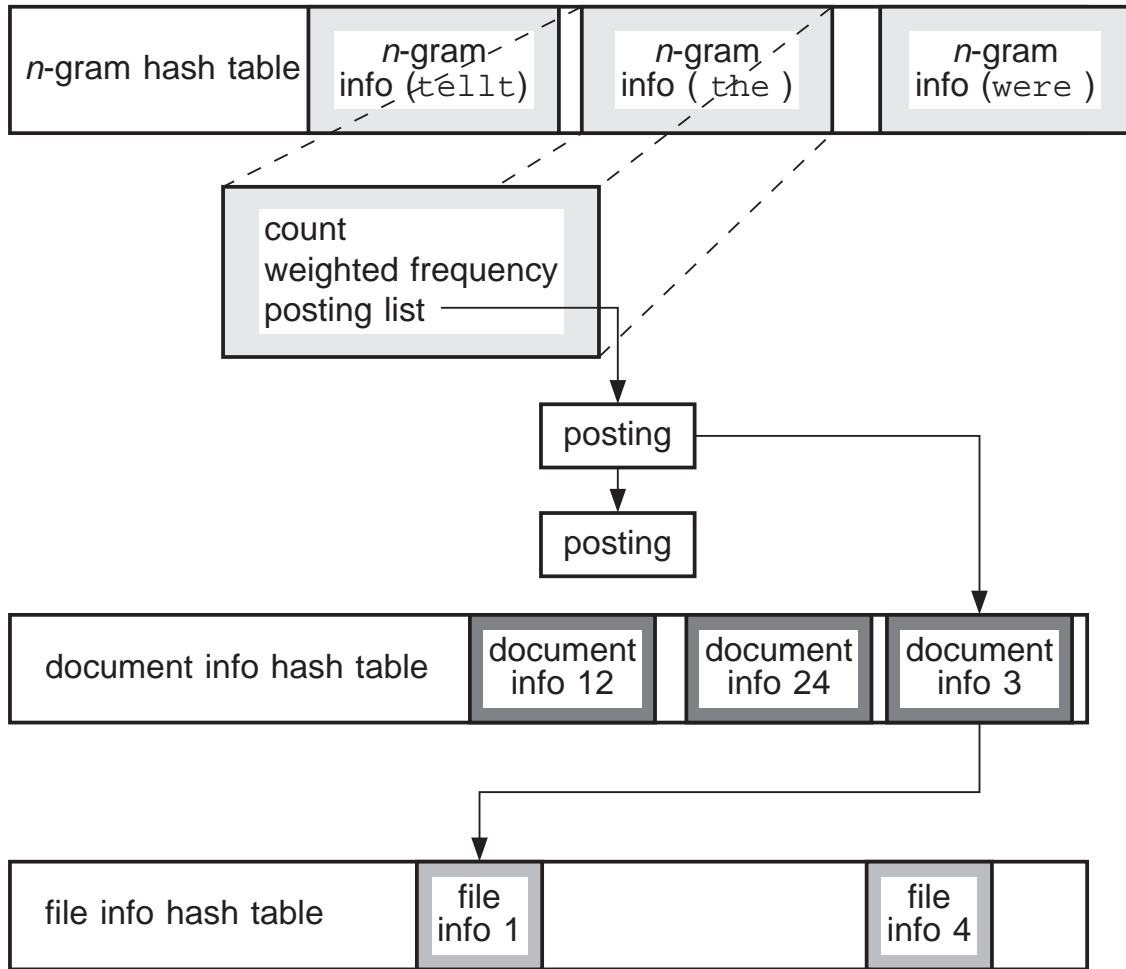 n-gram hash table
n-gram
info (tellt)
n-gram
info ( the )
n-gram
info (were )
count
weighted frequency
posting list
posting
posting
document info hash table
document
info 12
document
info 24
document
info 3
file info hash table
file
info 1
file
info 4